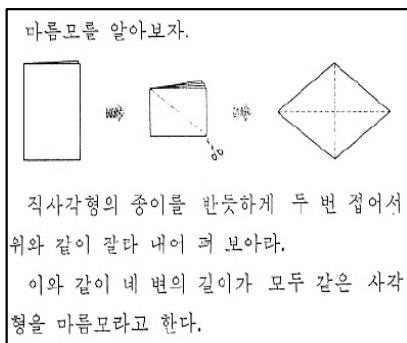 마름모를 알아보자.
직사각형의 종이를 반듯하게 두 번 접어서
위와 같이 잘라 내어 펴 보아라.
이와 같이 네 변의 길이가 모두 같은 사각
형을 마름모라고 한다.